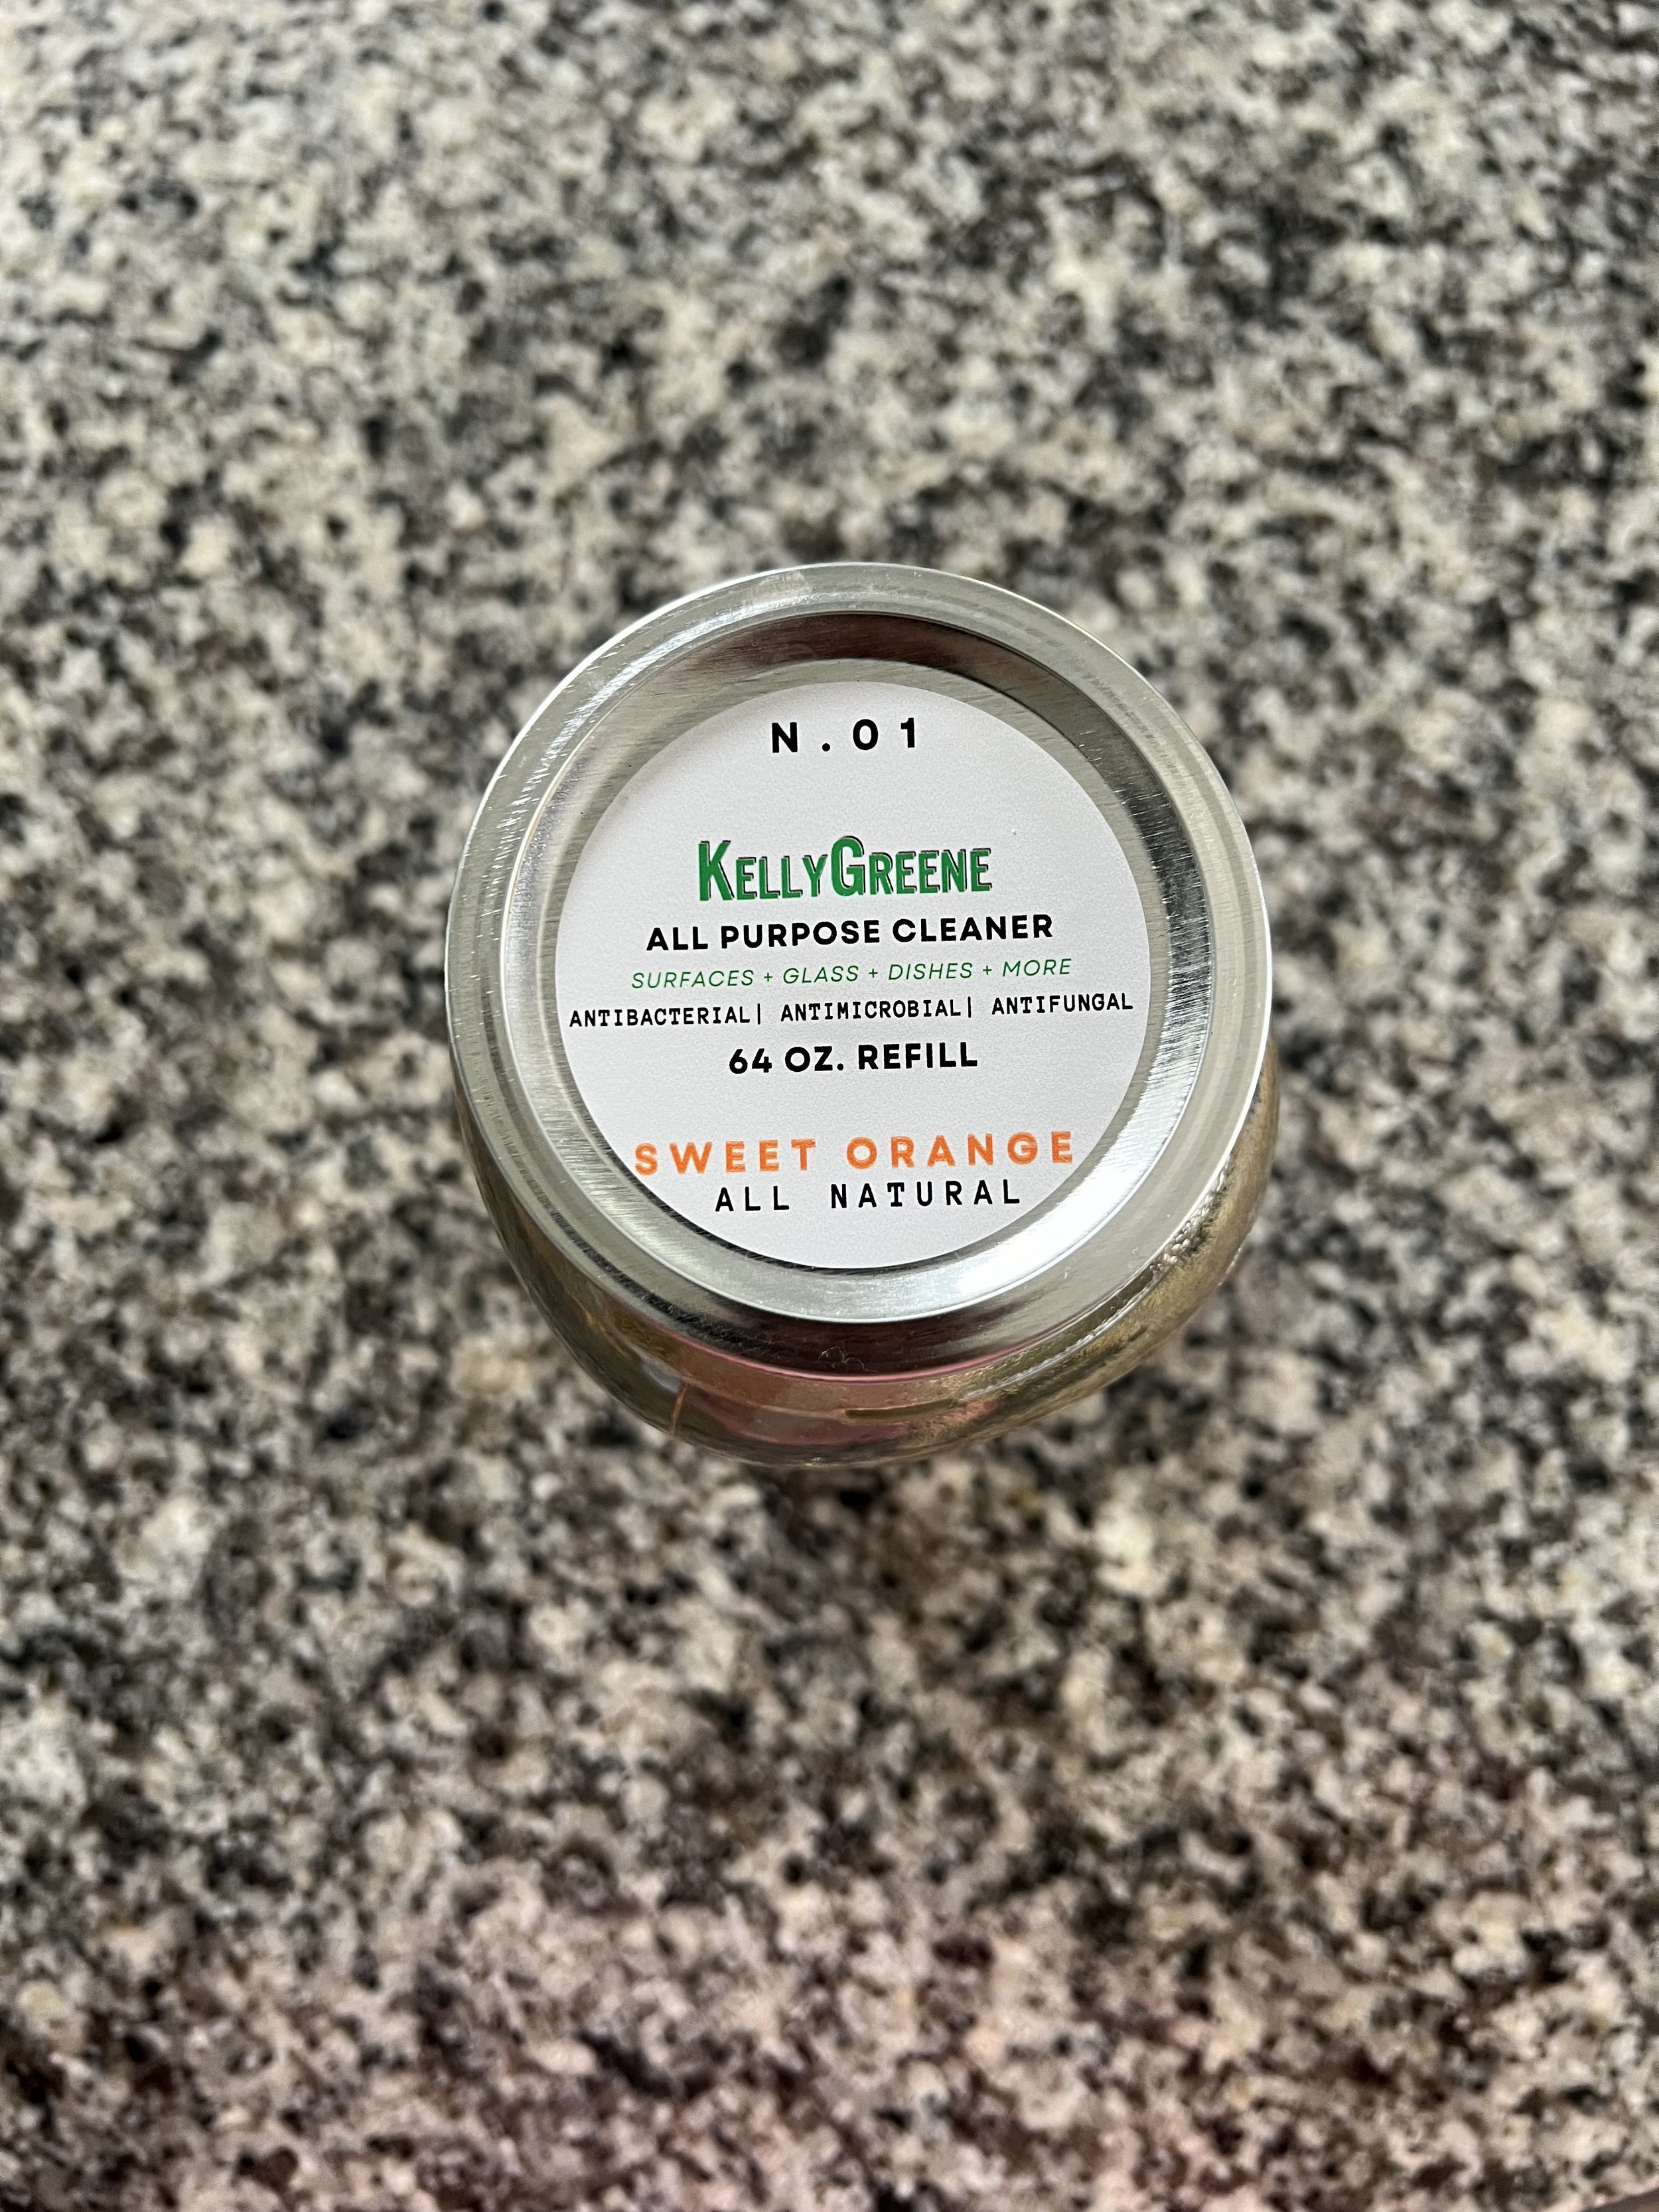 N.01
KELLYGREENE
ALL PURPOSE CLEANER
SURFACES + GLASS + DISHES + MORE
ANTIBACTERIAL| ANTIMICROBIAL| ANTIFUNGAL
64 OZ. REFILL
SWEET ORANGE
ALL NATURAL